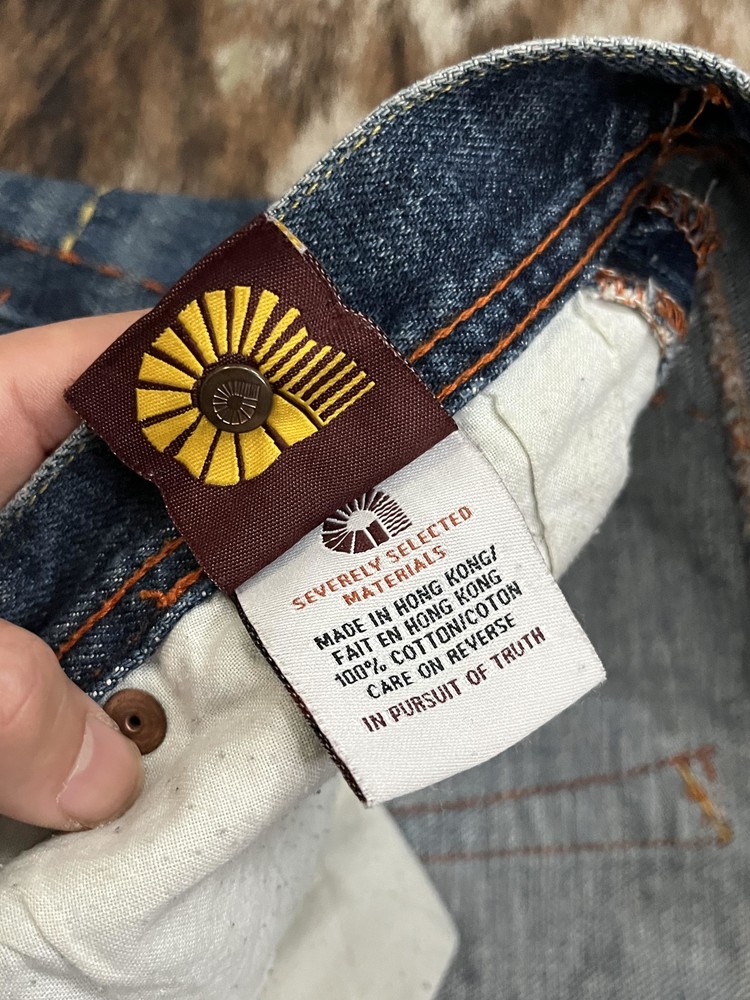 SEVERELY SELECTED
MATERIALS
MADE IN HONG KONG/
FAIT EN HONG KONG
100% COTTON/COTON
CARE ON REVERSE
IN PURSUIT OF TRUTH